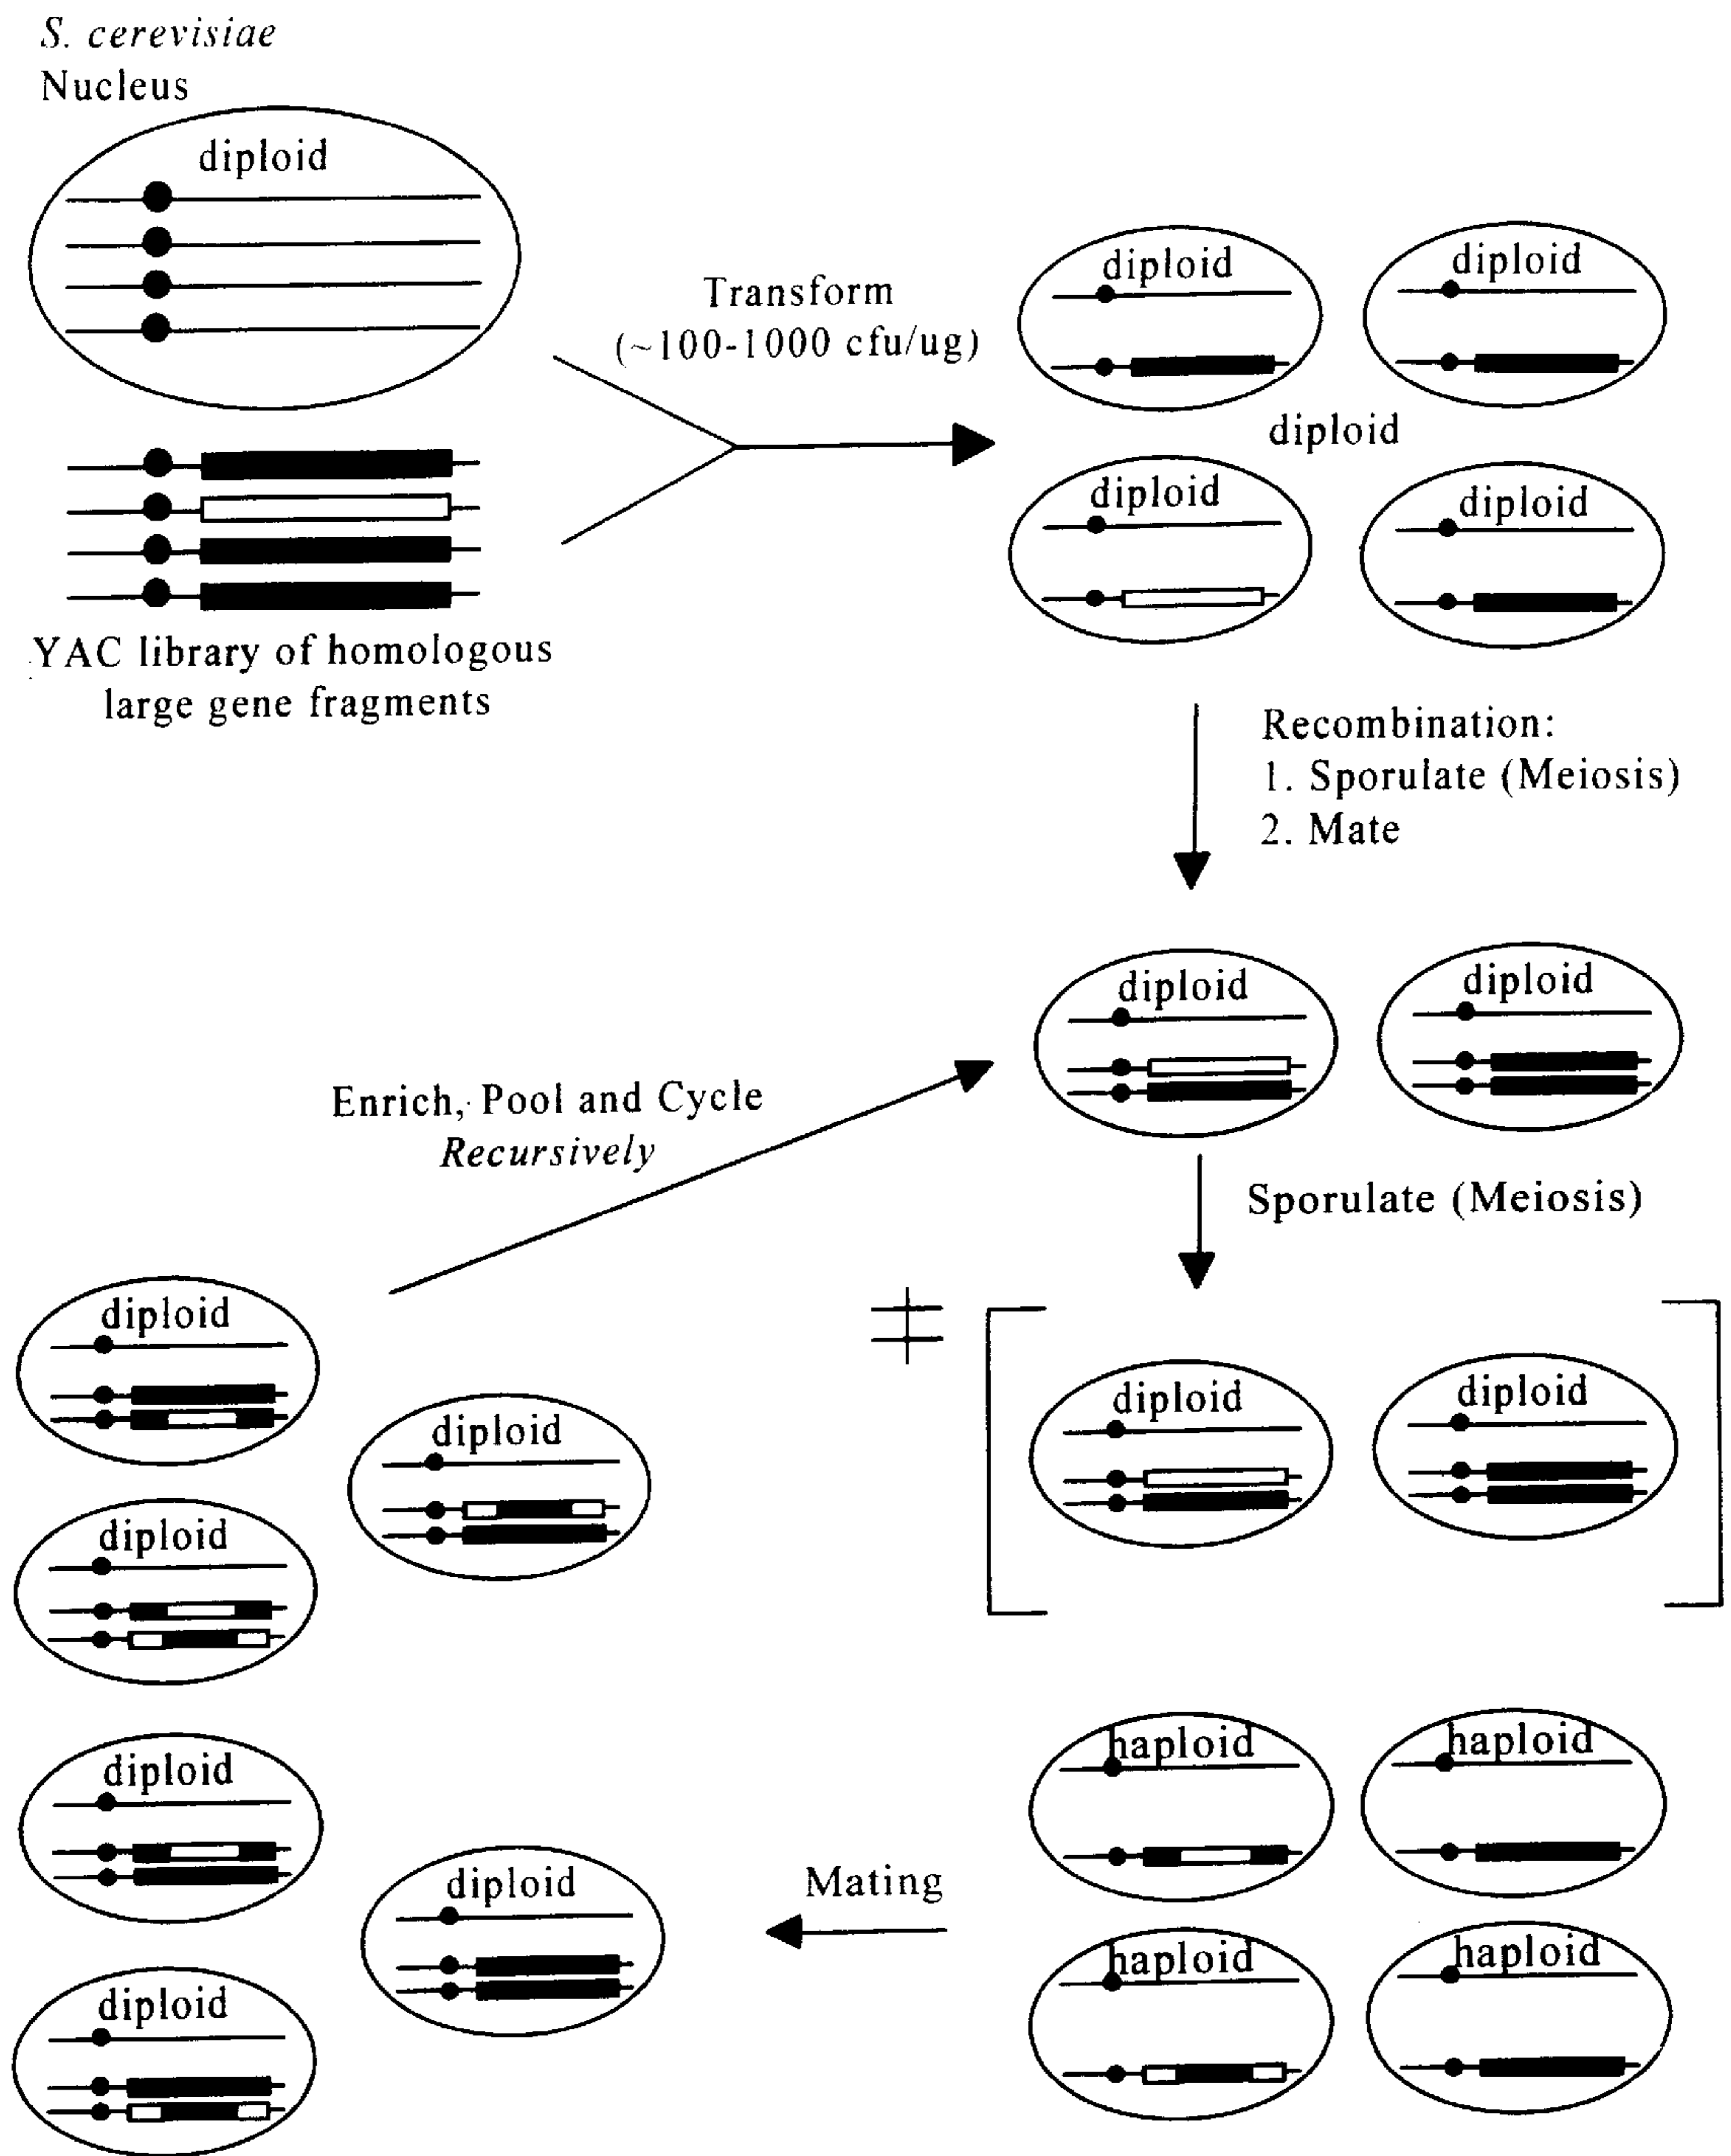 S. cerevisiae
Nucleus
diploid
YAC library of homologous
large gene fragments
Transform
(~100-1000 cfu/ug)
diploid
diploid
diploid
diploid
diploid
Recombination:
1. Sporulate (Meiosis)
2. Mate
diploid
diploid
Enrich, Pool and Cycle
Recursively
Sporulate (Meiosis)
diploid
diploid
haploid
haploid
haploid
haploid
Mating
diploid
diploid
diploid
diploid
diploid
diploid